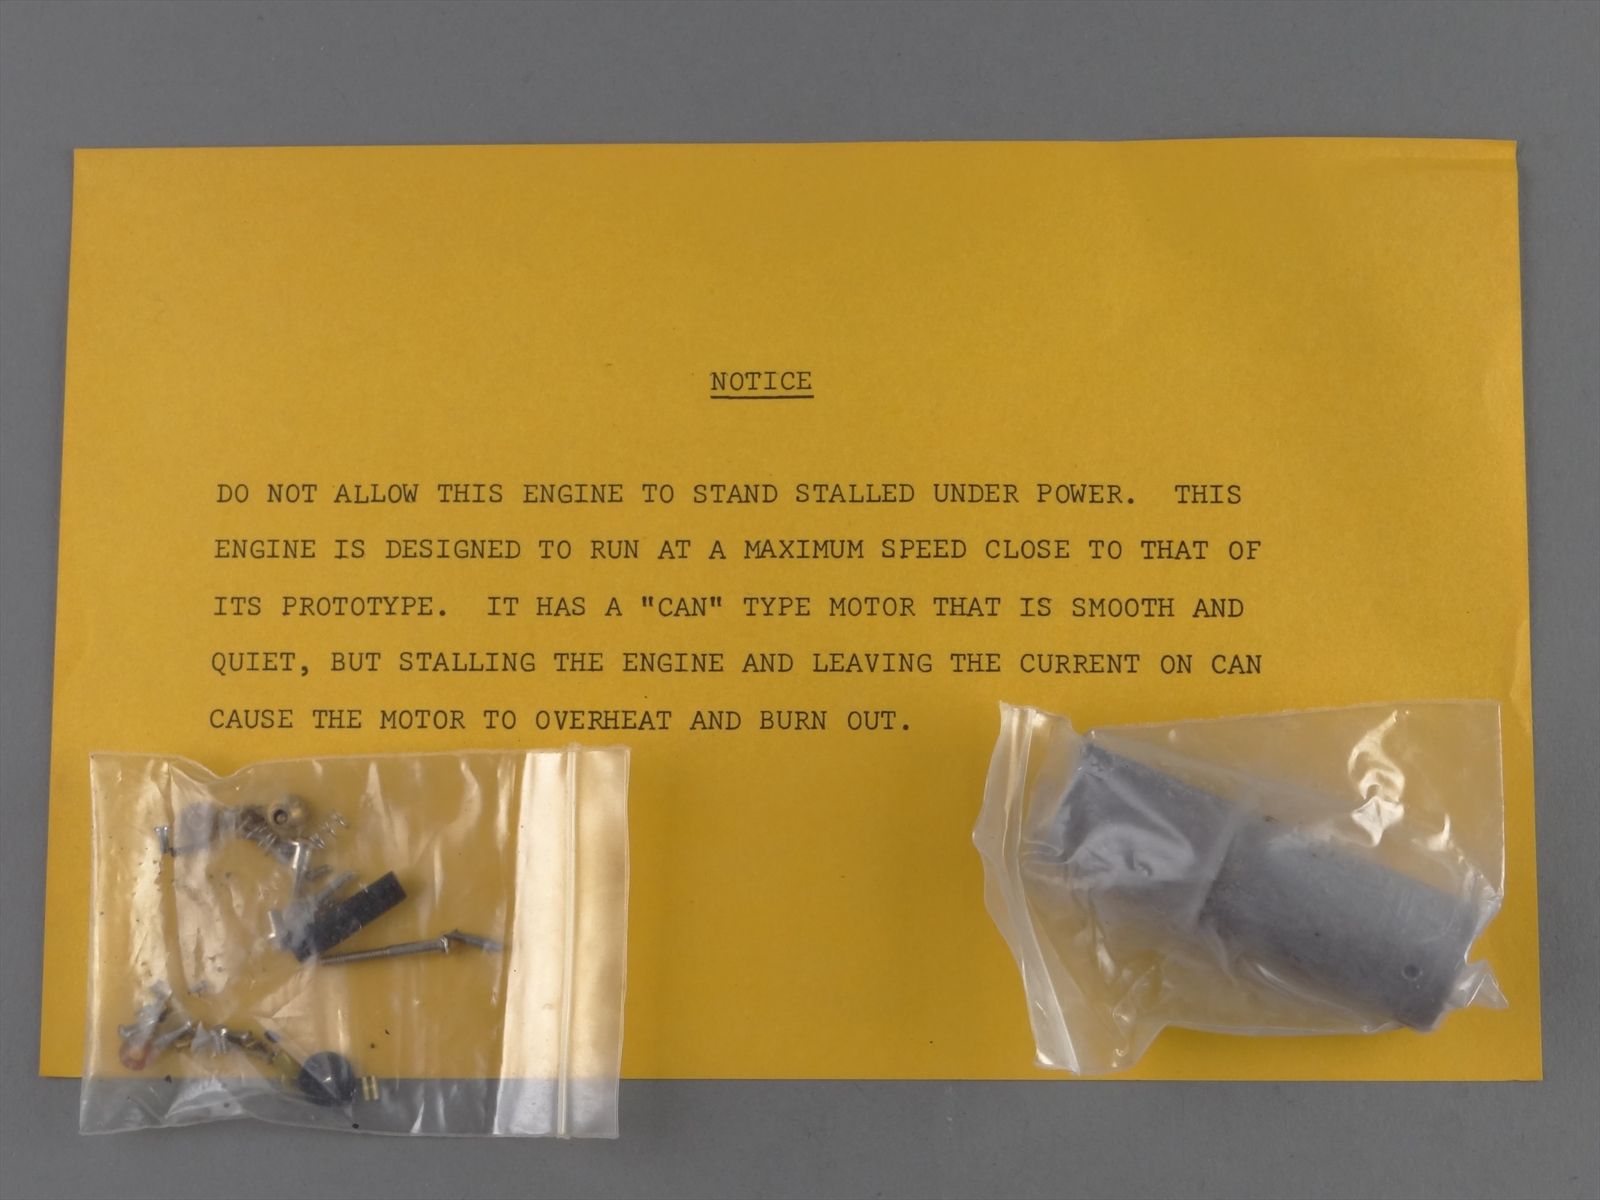 NOTICE
DO NOT ALLOW THIS ENGINE TO STAND STALLED UNDER POWER. THIS
ENGINE IS DESIGNED TO RUN AT A MAXIMUM SPEED CLOSE TO THAT OF
ITS PROTOTYPE. IT HAS A "CAN" TYPE MOTOR THAT IS SMOOTH AND
QUIET, BUT STALLING THE ENGINE AND LEAVING THE CURRENT ON CAN
CAUSE THE MOTOR TO OVERHEAT AND BURN OUT.